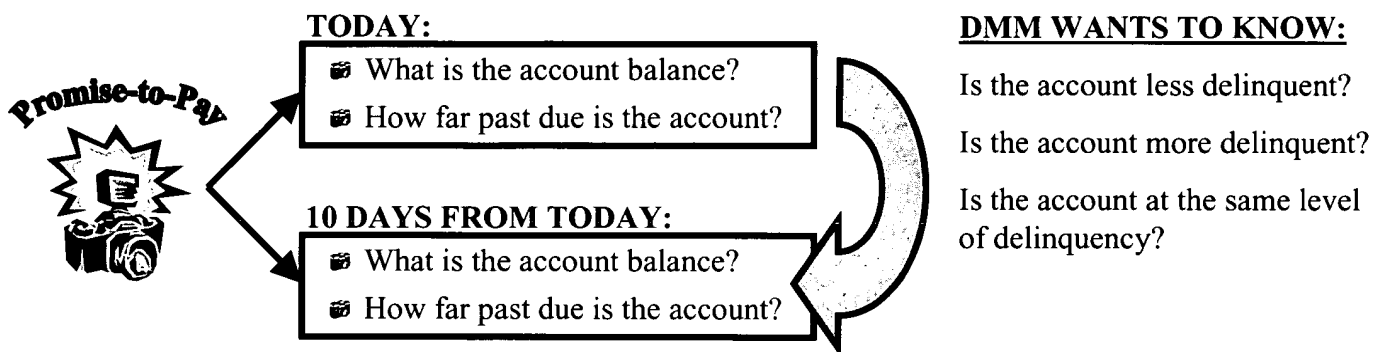 Promise-to-Pay
TODAY:
What is the account balance?
How far past due is the account?
10 DAYS FROM TODAY:
What is the account balance?
How far past due is the account?
DMM WANTS TO KNOW:
Is the account less delinquent?
Is the account more delinquent?
Is the account at the same level
of delinquency?